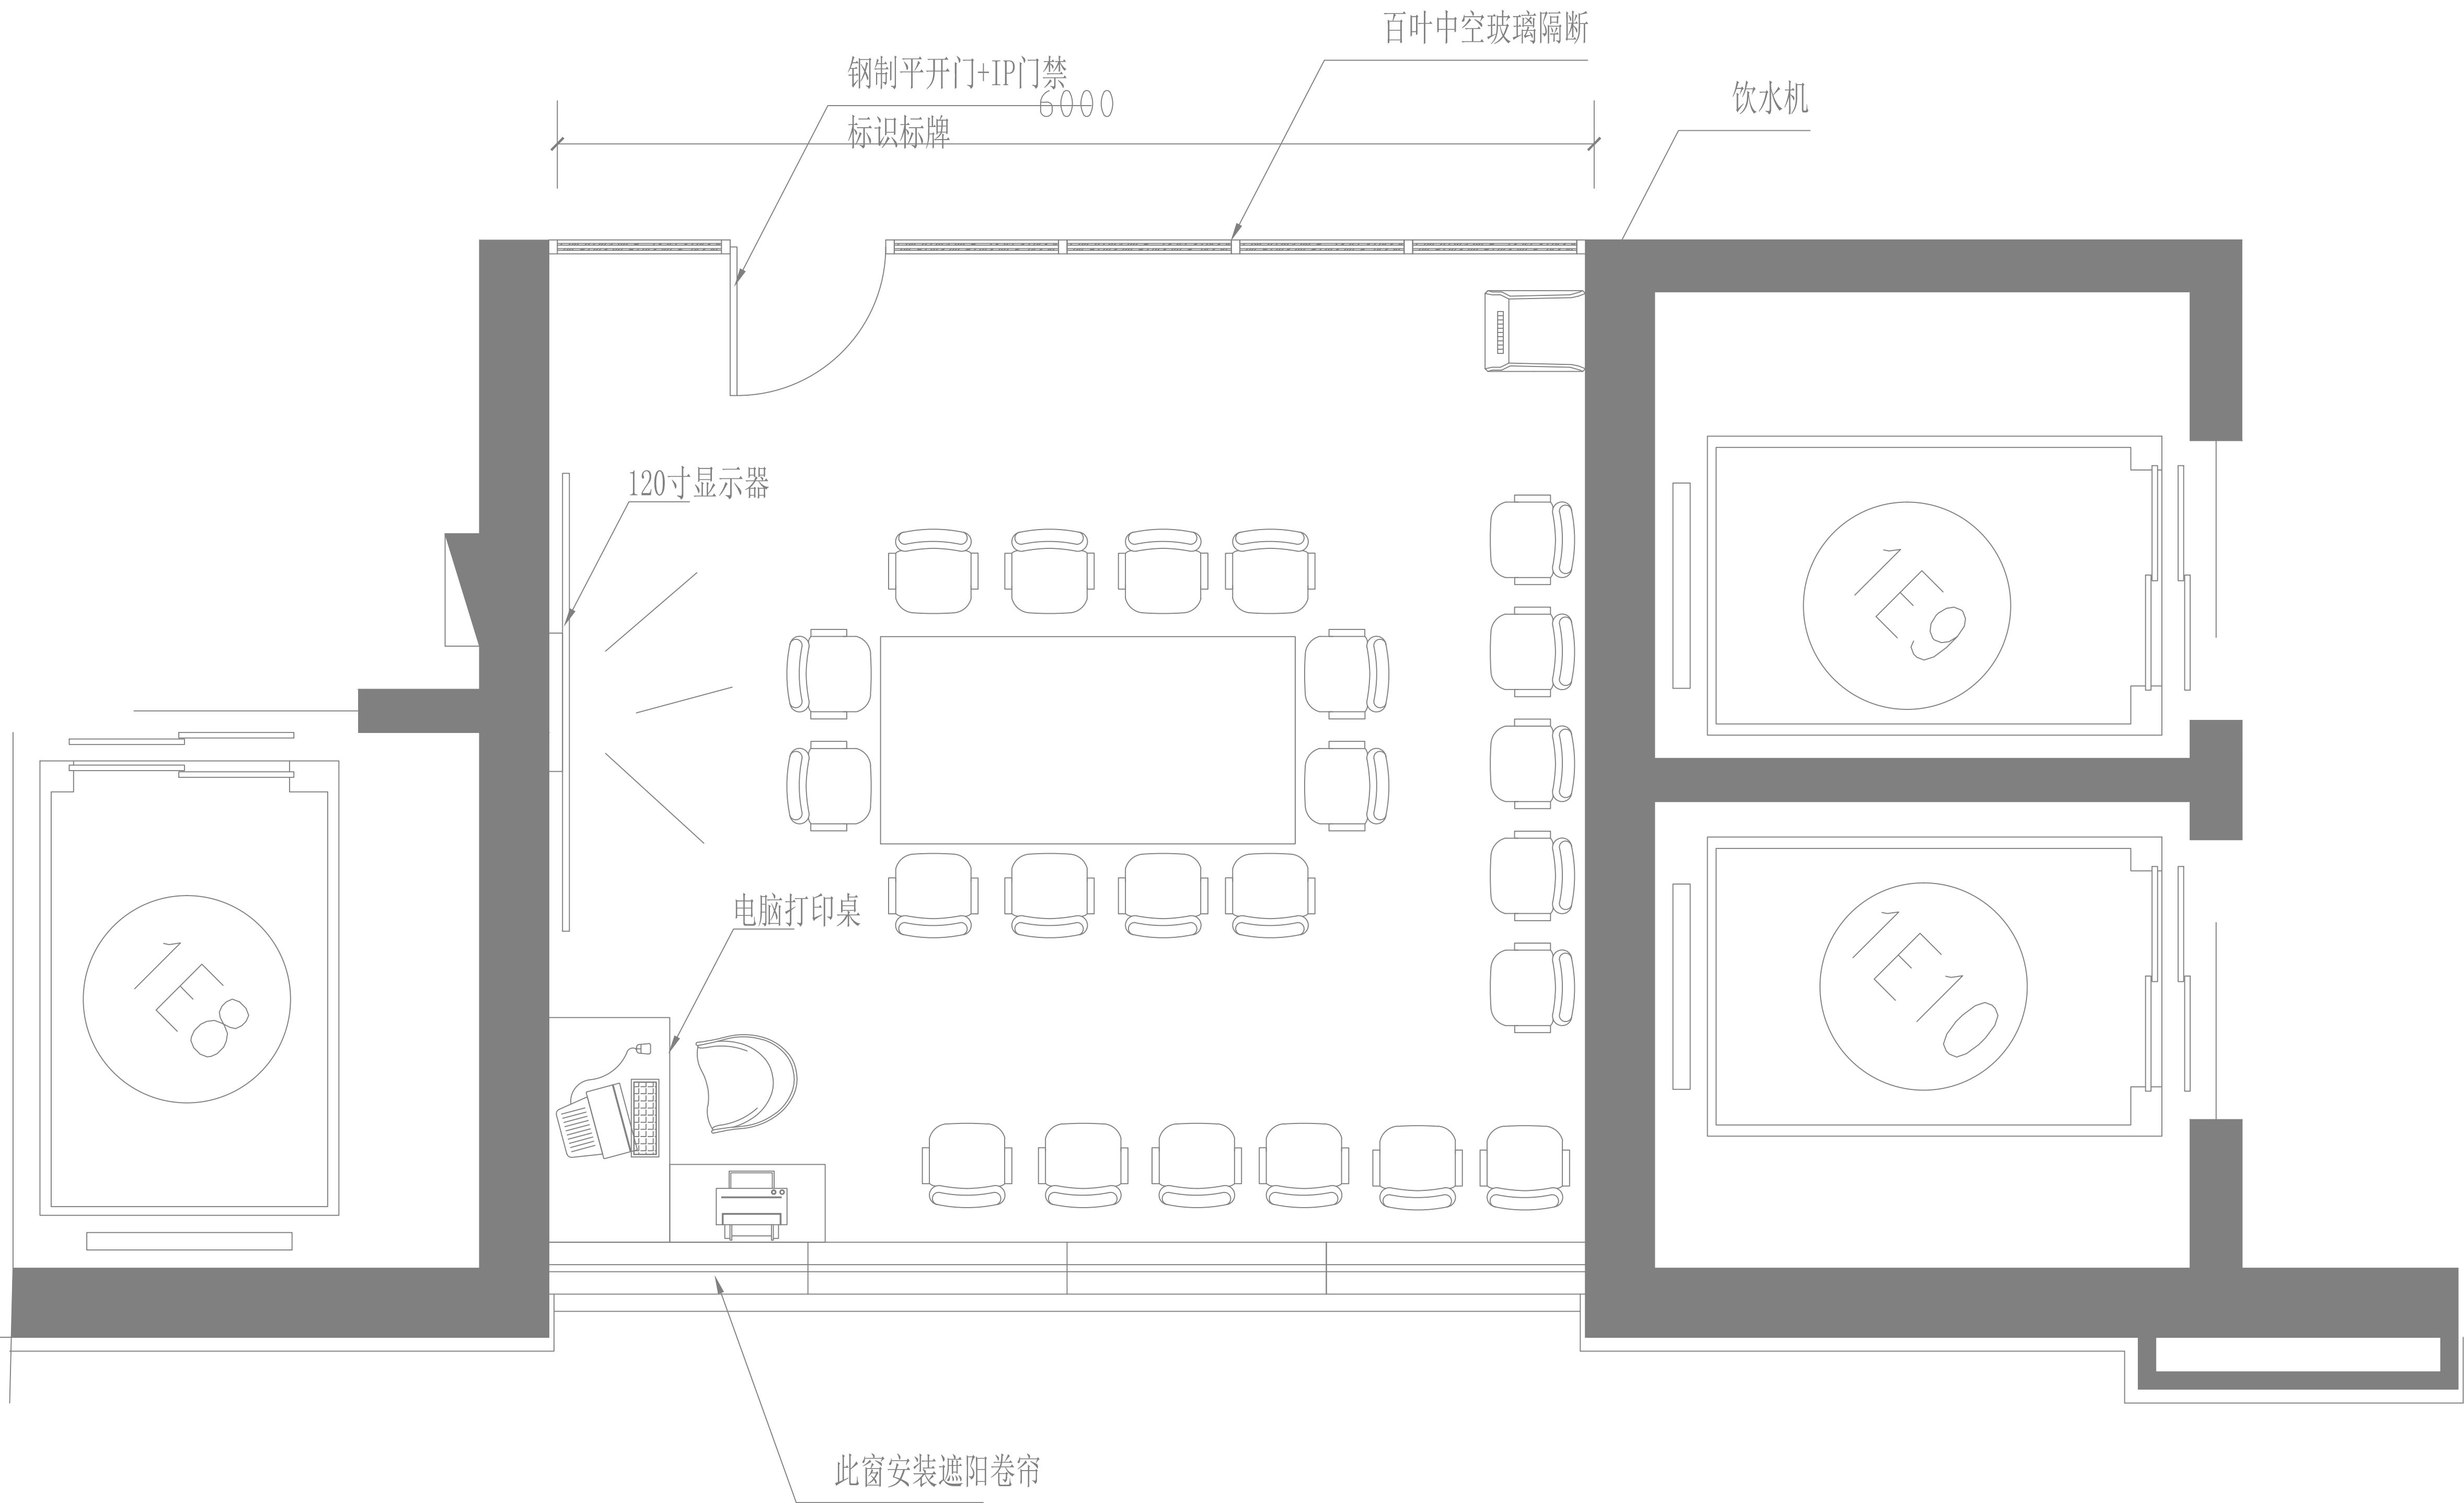 百叶中空玻璃隔断
钢制平开门+IP门禁
6000
饮水机
标识标牌
120寸显示器
1E9
电脑打印桌
1E8
1E10
此窗安装遮阳卷帘